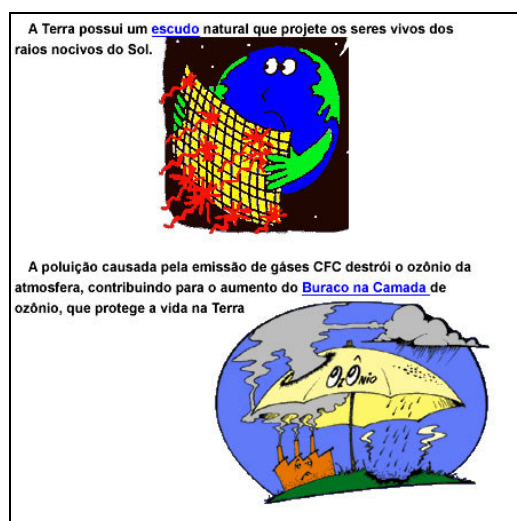 A Terra possui um escudo natural que projete os seres vivos dos
raios nocivos do Sol.
A poluição causada pela emissão de gáses CFC destrói o ozônio da
atmosfera, contribuindo para o aumento do Buraco na Camada de
ozônio, que protege a vida na Terra
OZÔNIO